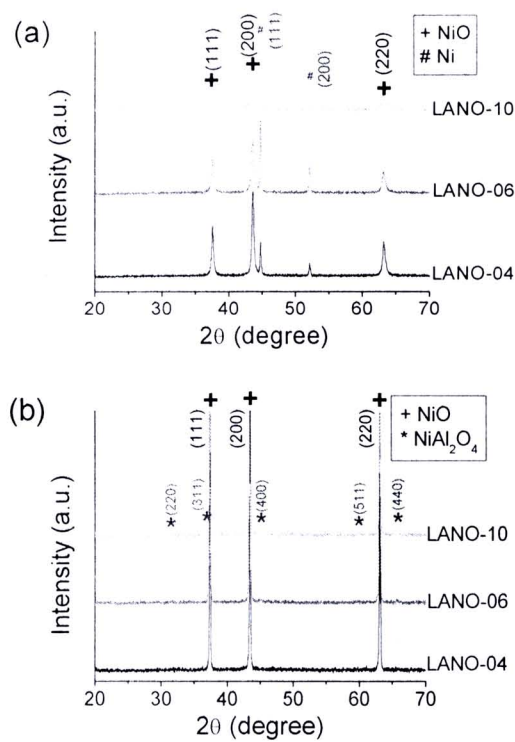 (a)
+ NiO
# Ni
+(111)
+(200)
#(111)
#(200)
+(220)
LANO-10
LANO-06
LANO-04
Intensity (a.u.)
20 30 40 50 60 70
2θ (degree)
(b)
+ NiO
* NiAl2O4
+(111)
+(200)
+(220)
*(220)
*(311)
*(400)
*(511)
*(440)
LANO-10
LANO-06
LANO-04
Intensity (a.u.)
20 30 40 50 60 70
2θ (degree)